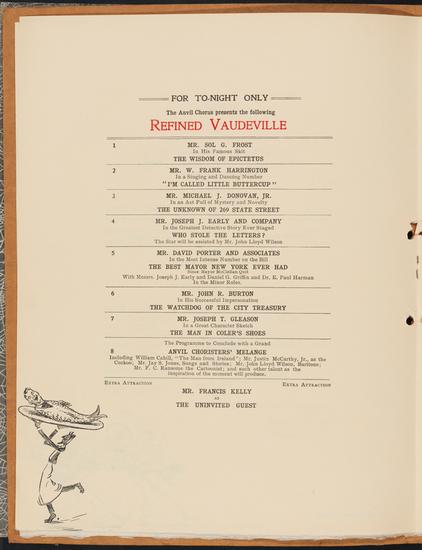 FOR TO-NIGHT ONLY
The Anvil Chorus presents the following
REFINED VAUDEVILLE
1 MR. SOL G. FROST
In His Famous Skit
THE WISDOM OF EPICTETUS
2 MR. W. FRANK HARRINGTON
In a Singing and Dancing Number
"I'M CALLED LITTLE BUTTERCUP"
3 MR. MICHAEL J. DONOVAN, JR.
In an Act Full of Mystery and Novelty
THE UNKNOWN OF 269 STATE STREET
4 MR. JOSEPH J. EARLY AND COMPANY
In the Greatest Detective Story Ever Staged
WHO STOLE THE LETTERS?
The Star will be assisted by Mr. John Lloyd Wilson
5 MR. DAVID PORTER AND ASSOCIATES
In the Most Intense Number on the Bill
THE BEST MAYOR NEW YORK EVER HAD
Since Mayor McClellan Quit
With Messrs. Joseph J. Early and Daniel G. Griffin and Dr. E. Paul Harman
In the Minor Roles.
6 MR. JOHN R. BURTON
In His Successful Impersonation
THE WATCHDOG OF THE CITY TREASURY
7 MR. JOSEPH T. GLEASON
In a Great Character Sketch
THE MAN IN COLER'S SHOES
The Programme to Conclude with a Grand
8 ANVIL CHORISTERS' MELANGE
Including William Cahill, "The Man from Ireland"; Mr. Justin McCarthy, Jr., as the
Cuckoo; Mr. Jay S. Jones, Songs and Stories; Mr. John Lloyd Wilson, Baritone;
Mr. F. C. Ransome the Cartoonist; and such other talent as the
inspiration of the moment will produce.
EXTRA ATTRACTION EXTRA ATTRACTION
MR. FRANCIS KELLY
AS
THE UNINVITED GUEST